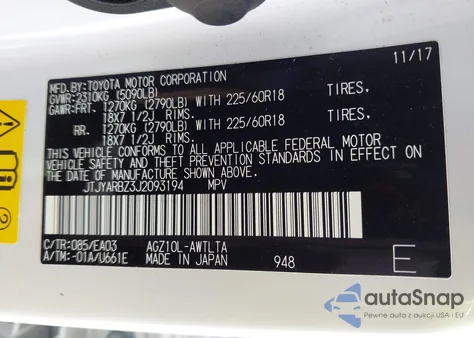 MFD.BY:TOYOTA MOTOR CORPORATION 11/17
GVWR:2310KG (5090LB)
GAWR:FRT. 1270KG (2790LB) WITH 225/60R18 TIRES,
18X7 1/2J RIMS.
RR. 1270KG (2790LB) WITH 225/60R18 TIRES,
18X7 1/2J RIMS.
THIS VEHICLE CONFORMS TO ALL APPLICABLE FEDERAL MOTOR
VEHICLE SAFETY AND THEFT PREVENTION STANDARDS IN EFFECT ON
THE DATE OF MANUFACTURE SHOWN ABOVE.
JTJYARBZ3J2093194 MPV
C/TR:085/EA03 AGZ10L-AWTLTA
A/TM:-01A/U661E MADE IN JAPAN 948 E
autoSnap
Pewne auta z aukcji USA i EU